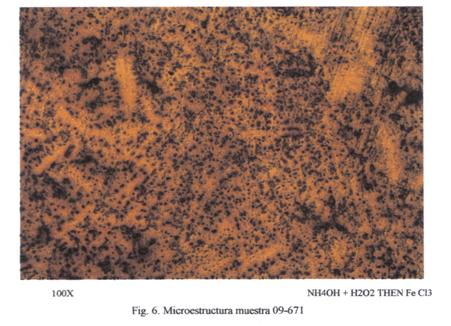 100X NH4OH + H2O2 THEN Fe Cl3
Fig. 6. Microestructura muestra 09-671